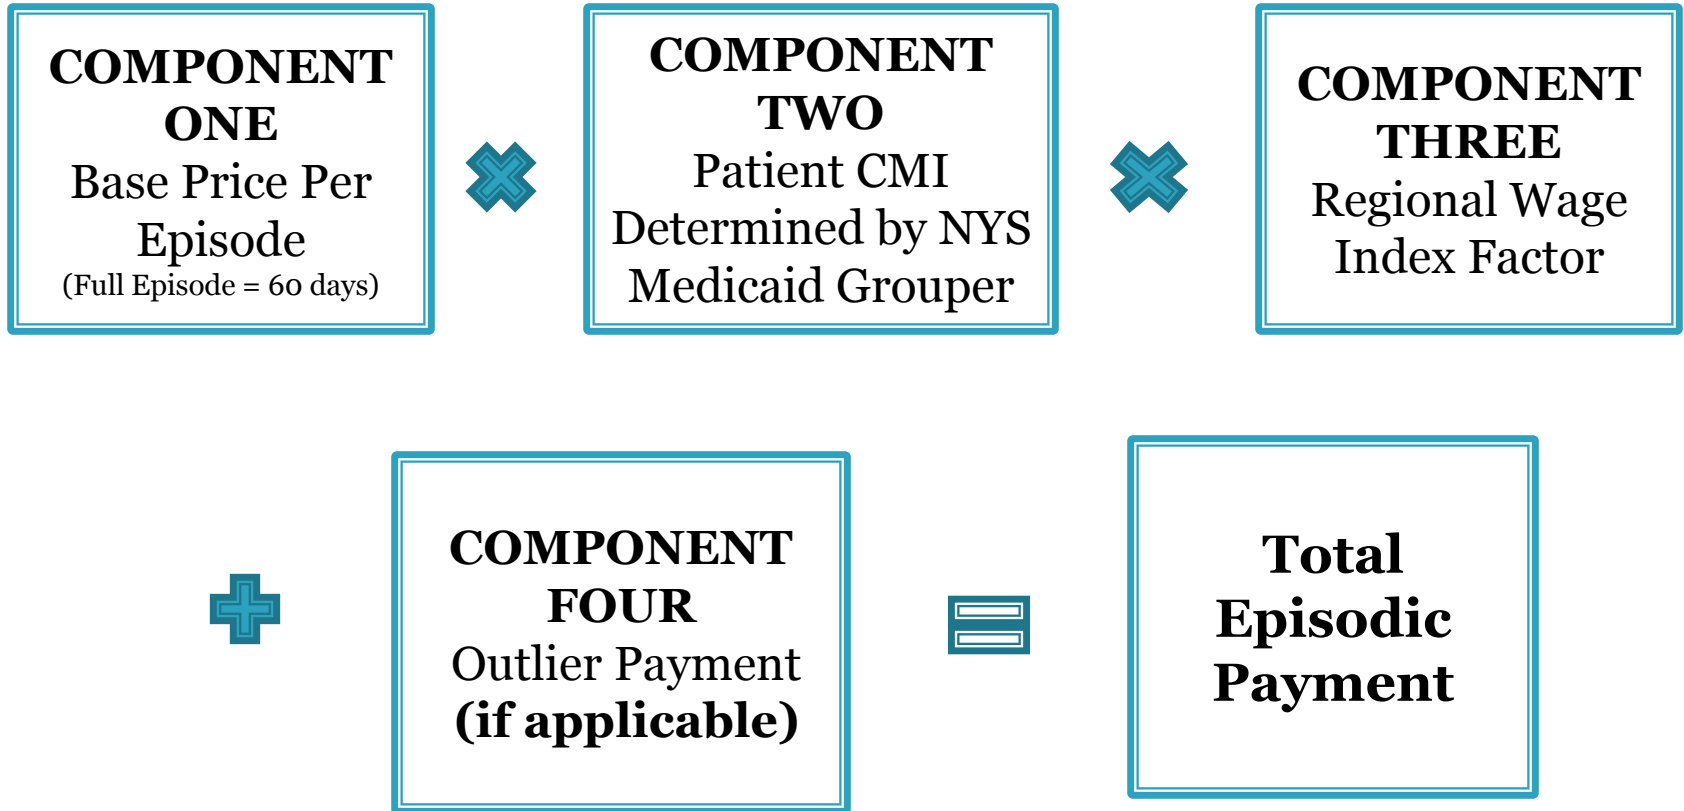 COMPONENT
ONE
Base Price Per
Episode
(Full Episode = 60 days)
COMPONENT
TWO
Patient CMI
Determined by NYS
Medicaid Grouper
COMPONENT
THREE
Regional Wage
Index Factor
COMPONENT
FOUR
Outlier Payment
(if applicable)
Total
Episodic
Payment